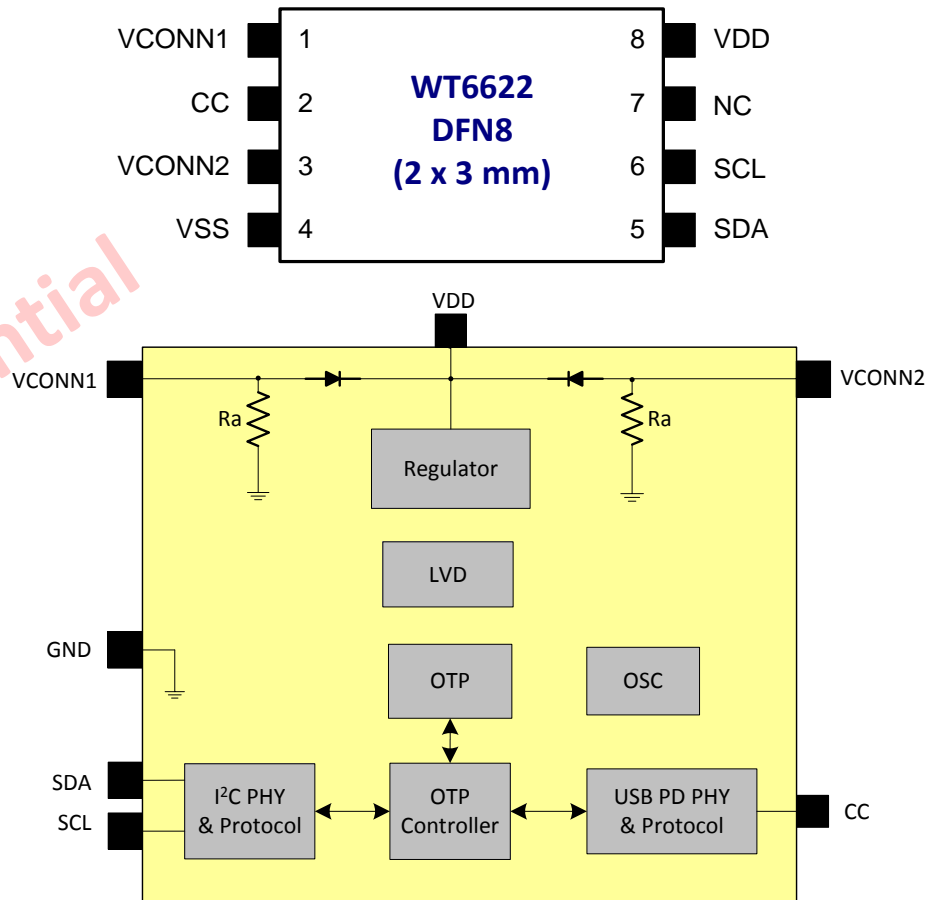 VCONN1 1 8 VDD
WT6622
CC 2 7 NC
DFN8
VCONN2 3 6 SCL
(2 x 3 mm)
VSS 4 5 SDA
ntial
VDD
VCONN1 VCONN2
Ra Ra
Regulator
LVD
GND
OTP OSC
SDA
I²C PHY
& Protocol
OTP
Controller
USB PD PHY
& Protocol
SCL CC